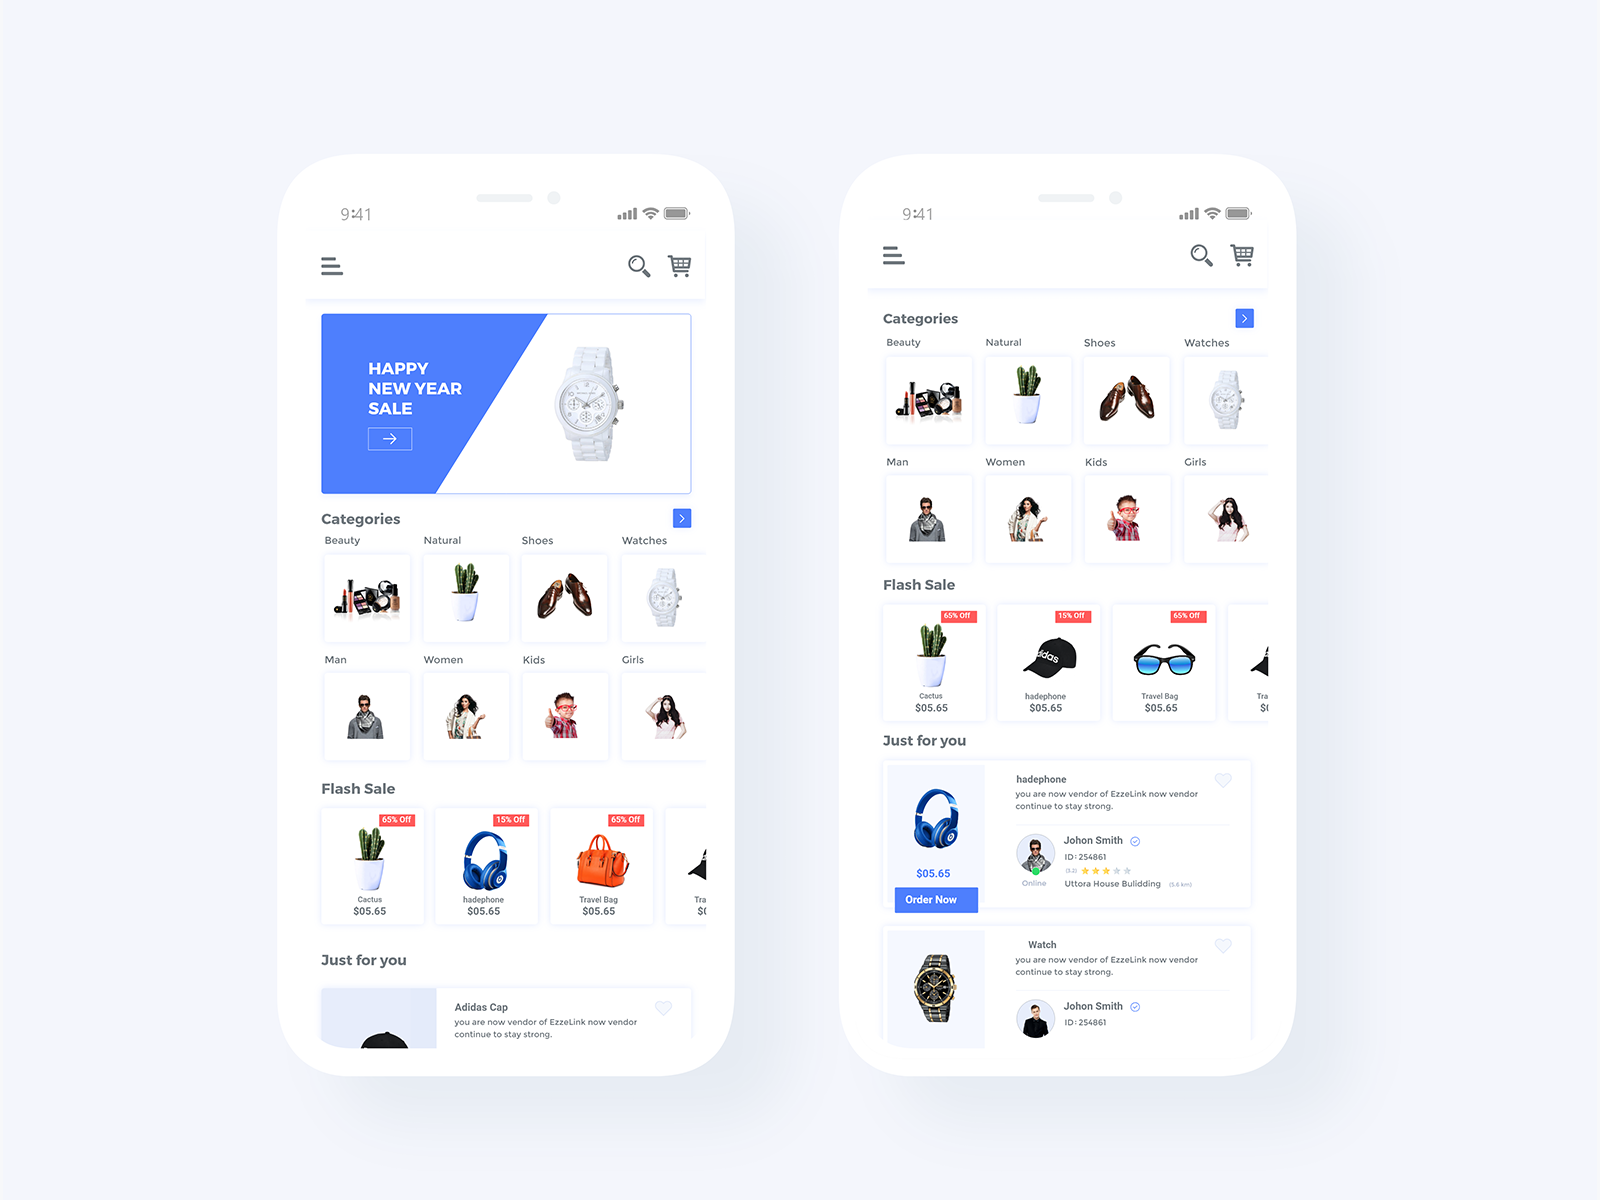 9:41
HAPPY
NEW YEAR
SALE
Categories
Beauty Natural Shoes Watches
Man Women Kids Girls
Flash Sale
65% Off 15% Off 65% Off
Cactus hadephone Travel Bag Tra
$05.65 $05.65 $05.65 $0
Just for you
Adidas Cap
you are now vendor of EzzeLink now vendor
continue to stay strong.
9:41
Categories
Beauty Natural Shoes Watches
Man Women Kids Girls
Flash Sale
65% Off 15% Off 65% Off
adidas
Cactus hadephone Travel Bag Tra
$05.65 $05.65 $05.65 $0
Just for you
hadephone
you are now vendor of EzzeLink now vendor
continue to stay strong.
Johon Smith
ID: 254861
(3.2)
Online
Uttora House Bulidding (5.6 km)
$05.65
Order Now
Watch
you are now vendor of EzzeLink now vendor
continue to stay strong.
Johon Smith
ID: 254861